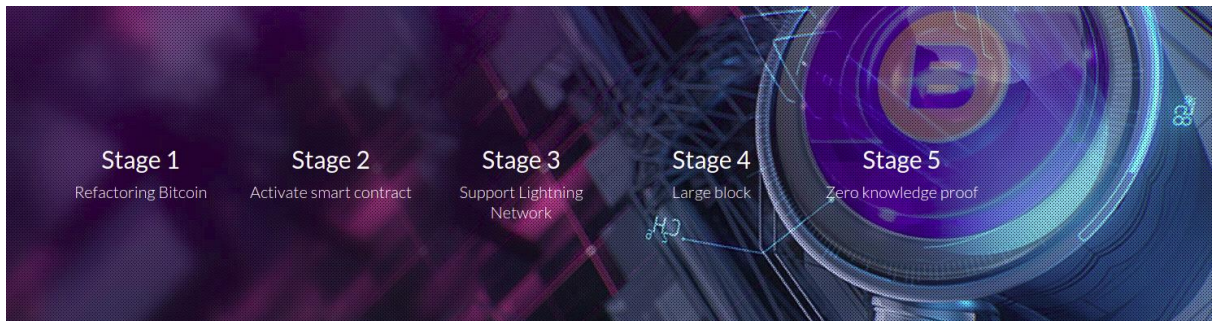 Stage 1
Refactoring Bitcoin
Stage 2
Activate smart contract
Stage 3
Support Lightning
Network
Stage 4
Large block
Stage 5
Zero knowledge proof